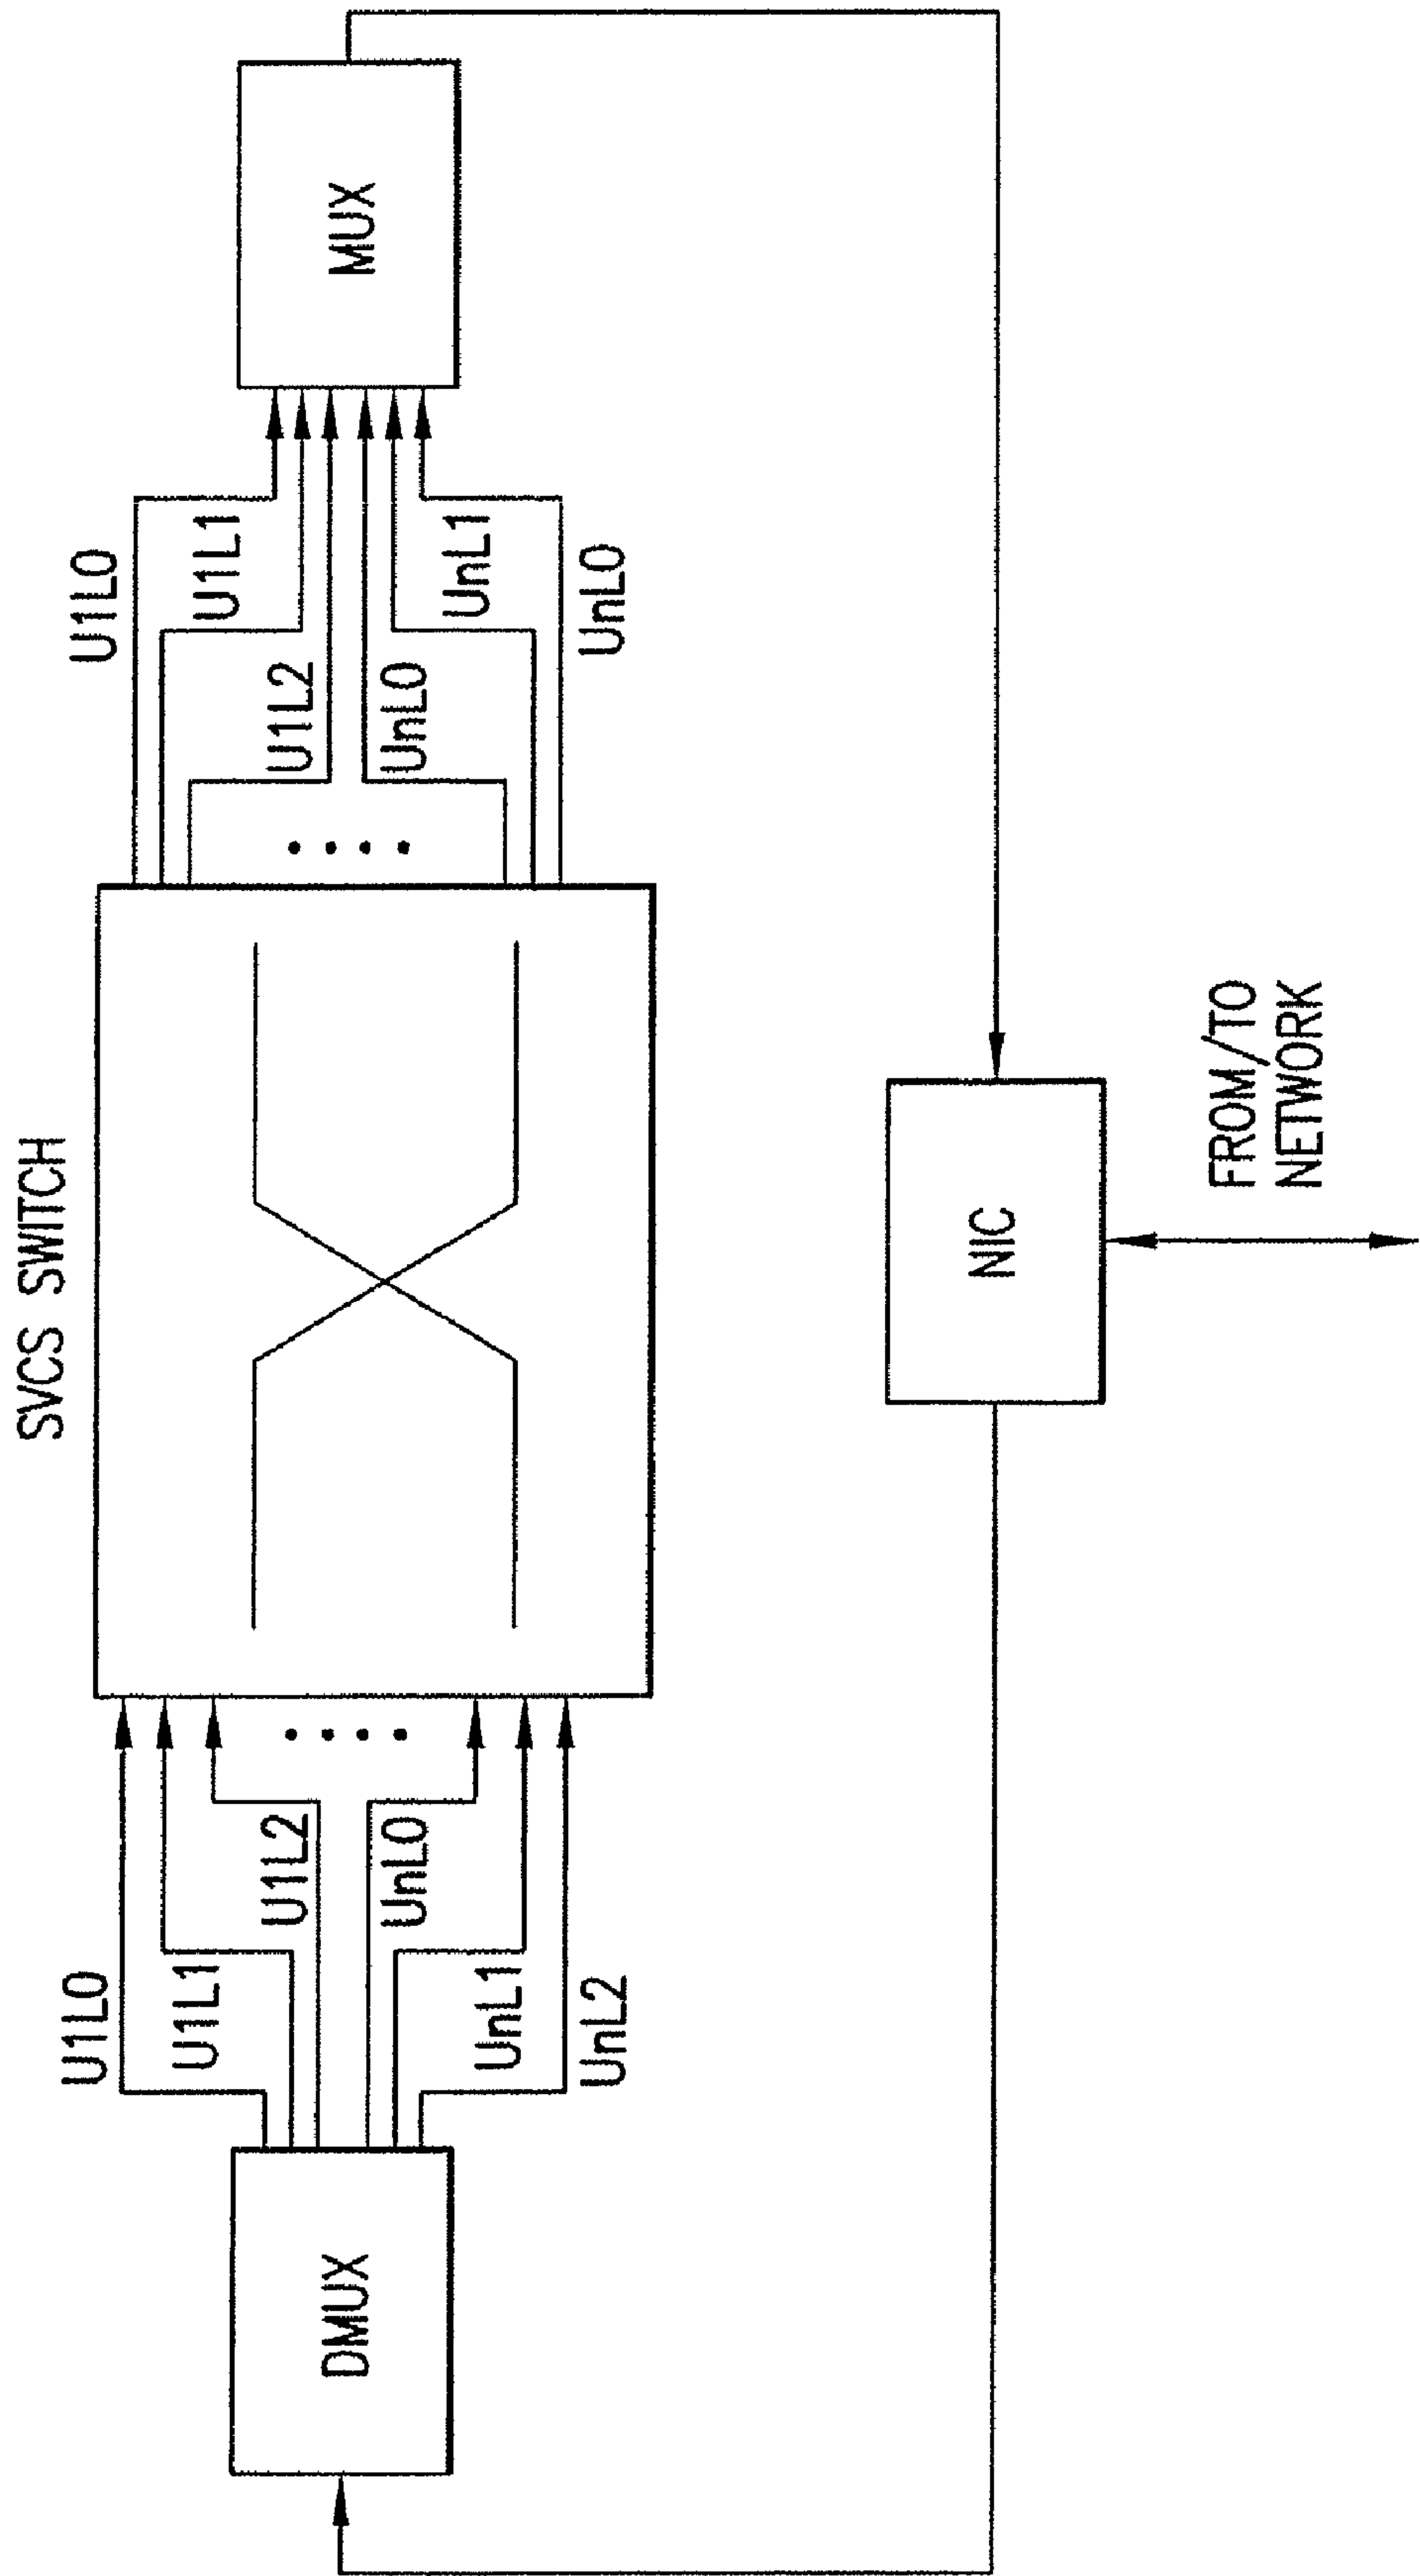 SVCS SWITCH
U1L0
U1L1
U1L2
UnL0
UnL1
UnL2
DMUX
U1L0
U1L1
U1L2
UnL0
UnL1
UnL0
MUX
NIC
FROM/TO
NETWORK